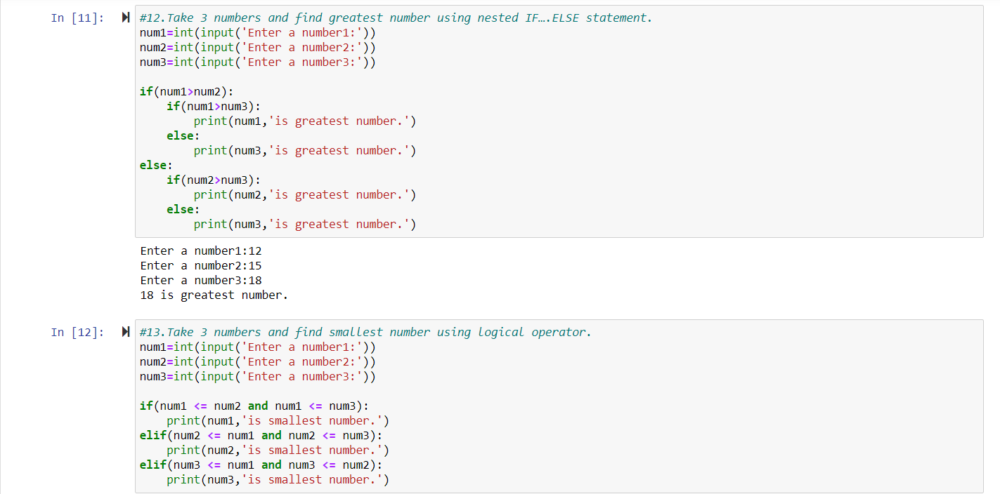 In [11]:
#12.Take 3 numbers and find greatest number using nested IF….ELSE statement.
num1=int(input('Enter a number1:'))
num2=int(input('Enter a number2:'))
num3=int(input('Enter a number3:'))
if(num1>num2):
    if(num1>num3):
        print(num1,'is greatest number.')
    else:
        print(num3,'is greatest number.')
else:
    if(num2>num3):
        print(num2,'is greatest number.')
    else:
        print(num3,'is greatest number.')
Enter a number1:12
Enter a number2:15
Enter a number3:18
18 is greatest number.
In [12]:
#13.Take 3 numbers and find smallest number using logical operator.
num1=int(input('Enter a number1:'))
num2=int(input('Enter a number2:'))
num3=int(input('Enter a number3:'))
if(num1 <= num2 and num1 <= num3):
    print(num1,'is smallest number.')
elif(num2 <= num1 and num2 <= num3):
    print(num2,'is smallest number.')
elif(num3 <= num1 and num3 <= num2):
    print(num3,'is smallest number.')